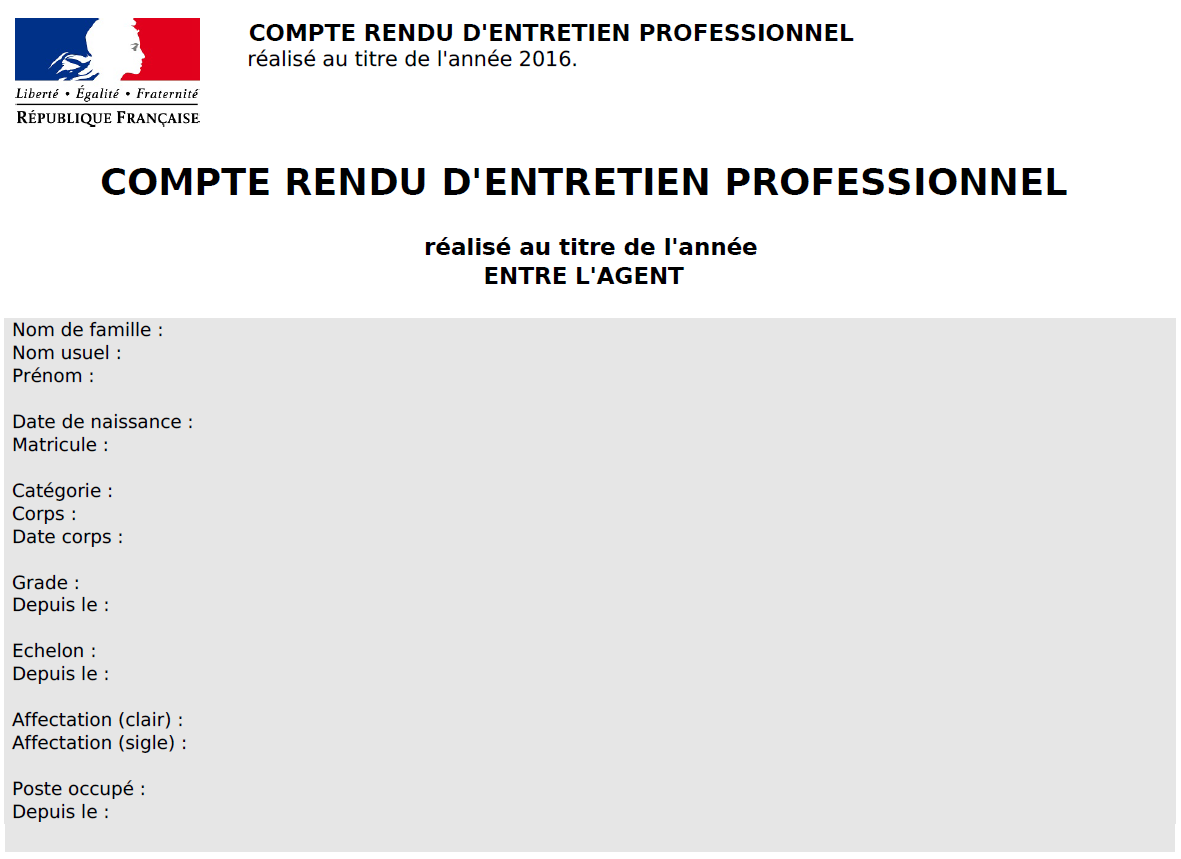 COMPTE RENDU D'ENTRETIEN PROFESSIONNEL
réalisé au titre de l'année 2016.
Liberté • Égalité • Fraternité
RÉPUBLIQUE FRANÇAISE
COMPTE RENDU D'ENTRETIEN PROFESSIONNEL
réalisé au titre de l'année
ENTRE L'AGENT
Nom de famille :
Nom usuel :
Prénom :
Date de naissance :
Matricule :
Catégorie :
Corps :
Date corps :
Grade :
Depuis le :
Echelon :
Depuis le :
Affectation (clair) :
Affectation (sigle) :
Poste occupé :
Depuis le :